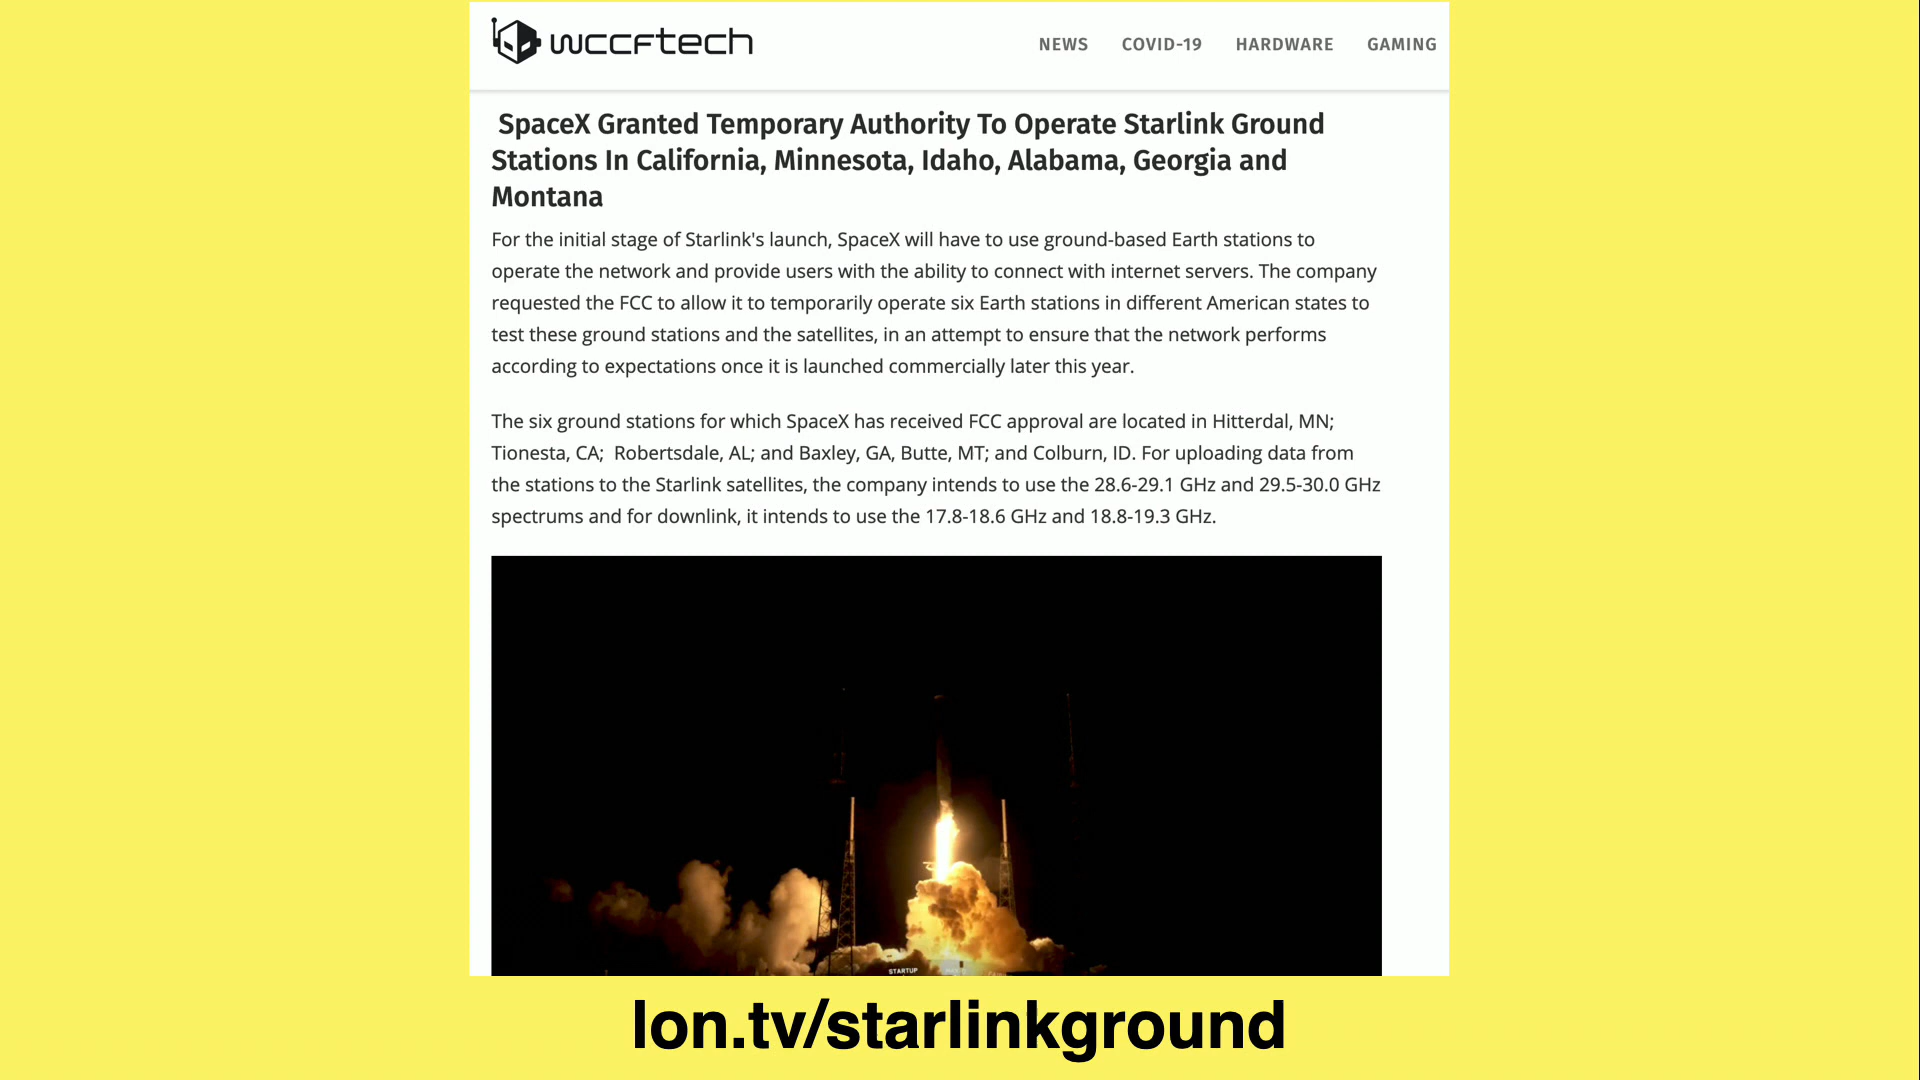 wccftech
NEWS COVID-19 HARDWARE GAMING
SpaceX Granted Temporary Authority To Operate Starlink Ground
Stations In California, Minnesota, Idaho, Alabama, Georgia and
Montana
For the initial stage of Starlink's launch, SpaceX will have to use ground-based Earth stations to
operate the network and provide users with the ability to connect with internet servers. The company
requested the FCC to allow it to temporarily operate six Earth stations in different American states to
test these ground stations and the satellites, in an attempt to ensure that the network performs
according to expectations once it is launched commercially later this year.
The six ground stations for which SpaceX has received FCC approval are located in Hitterdal, MN;
Tionesta, CA; Robertsdale, AL; and Baxley, GA, Butte, MT; and Colburn, ID. For uploading data from
the stations to the Starlink satellites, the company intends to use the 28.6-29.1 GHz and 29.5-30.0 GHz
spectrums and for downlink, it intends to use the 17.8-18.6 GHz and 18.8-19.3 GHz.
STARTUP
lon.tv/starlinkground